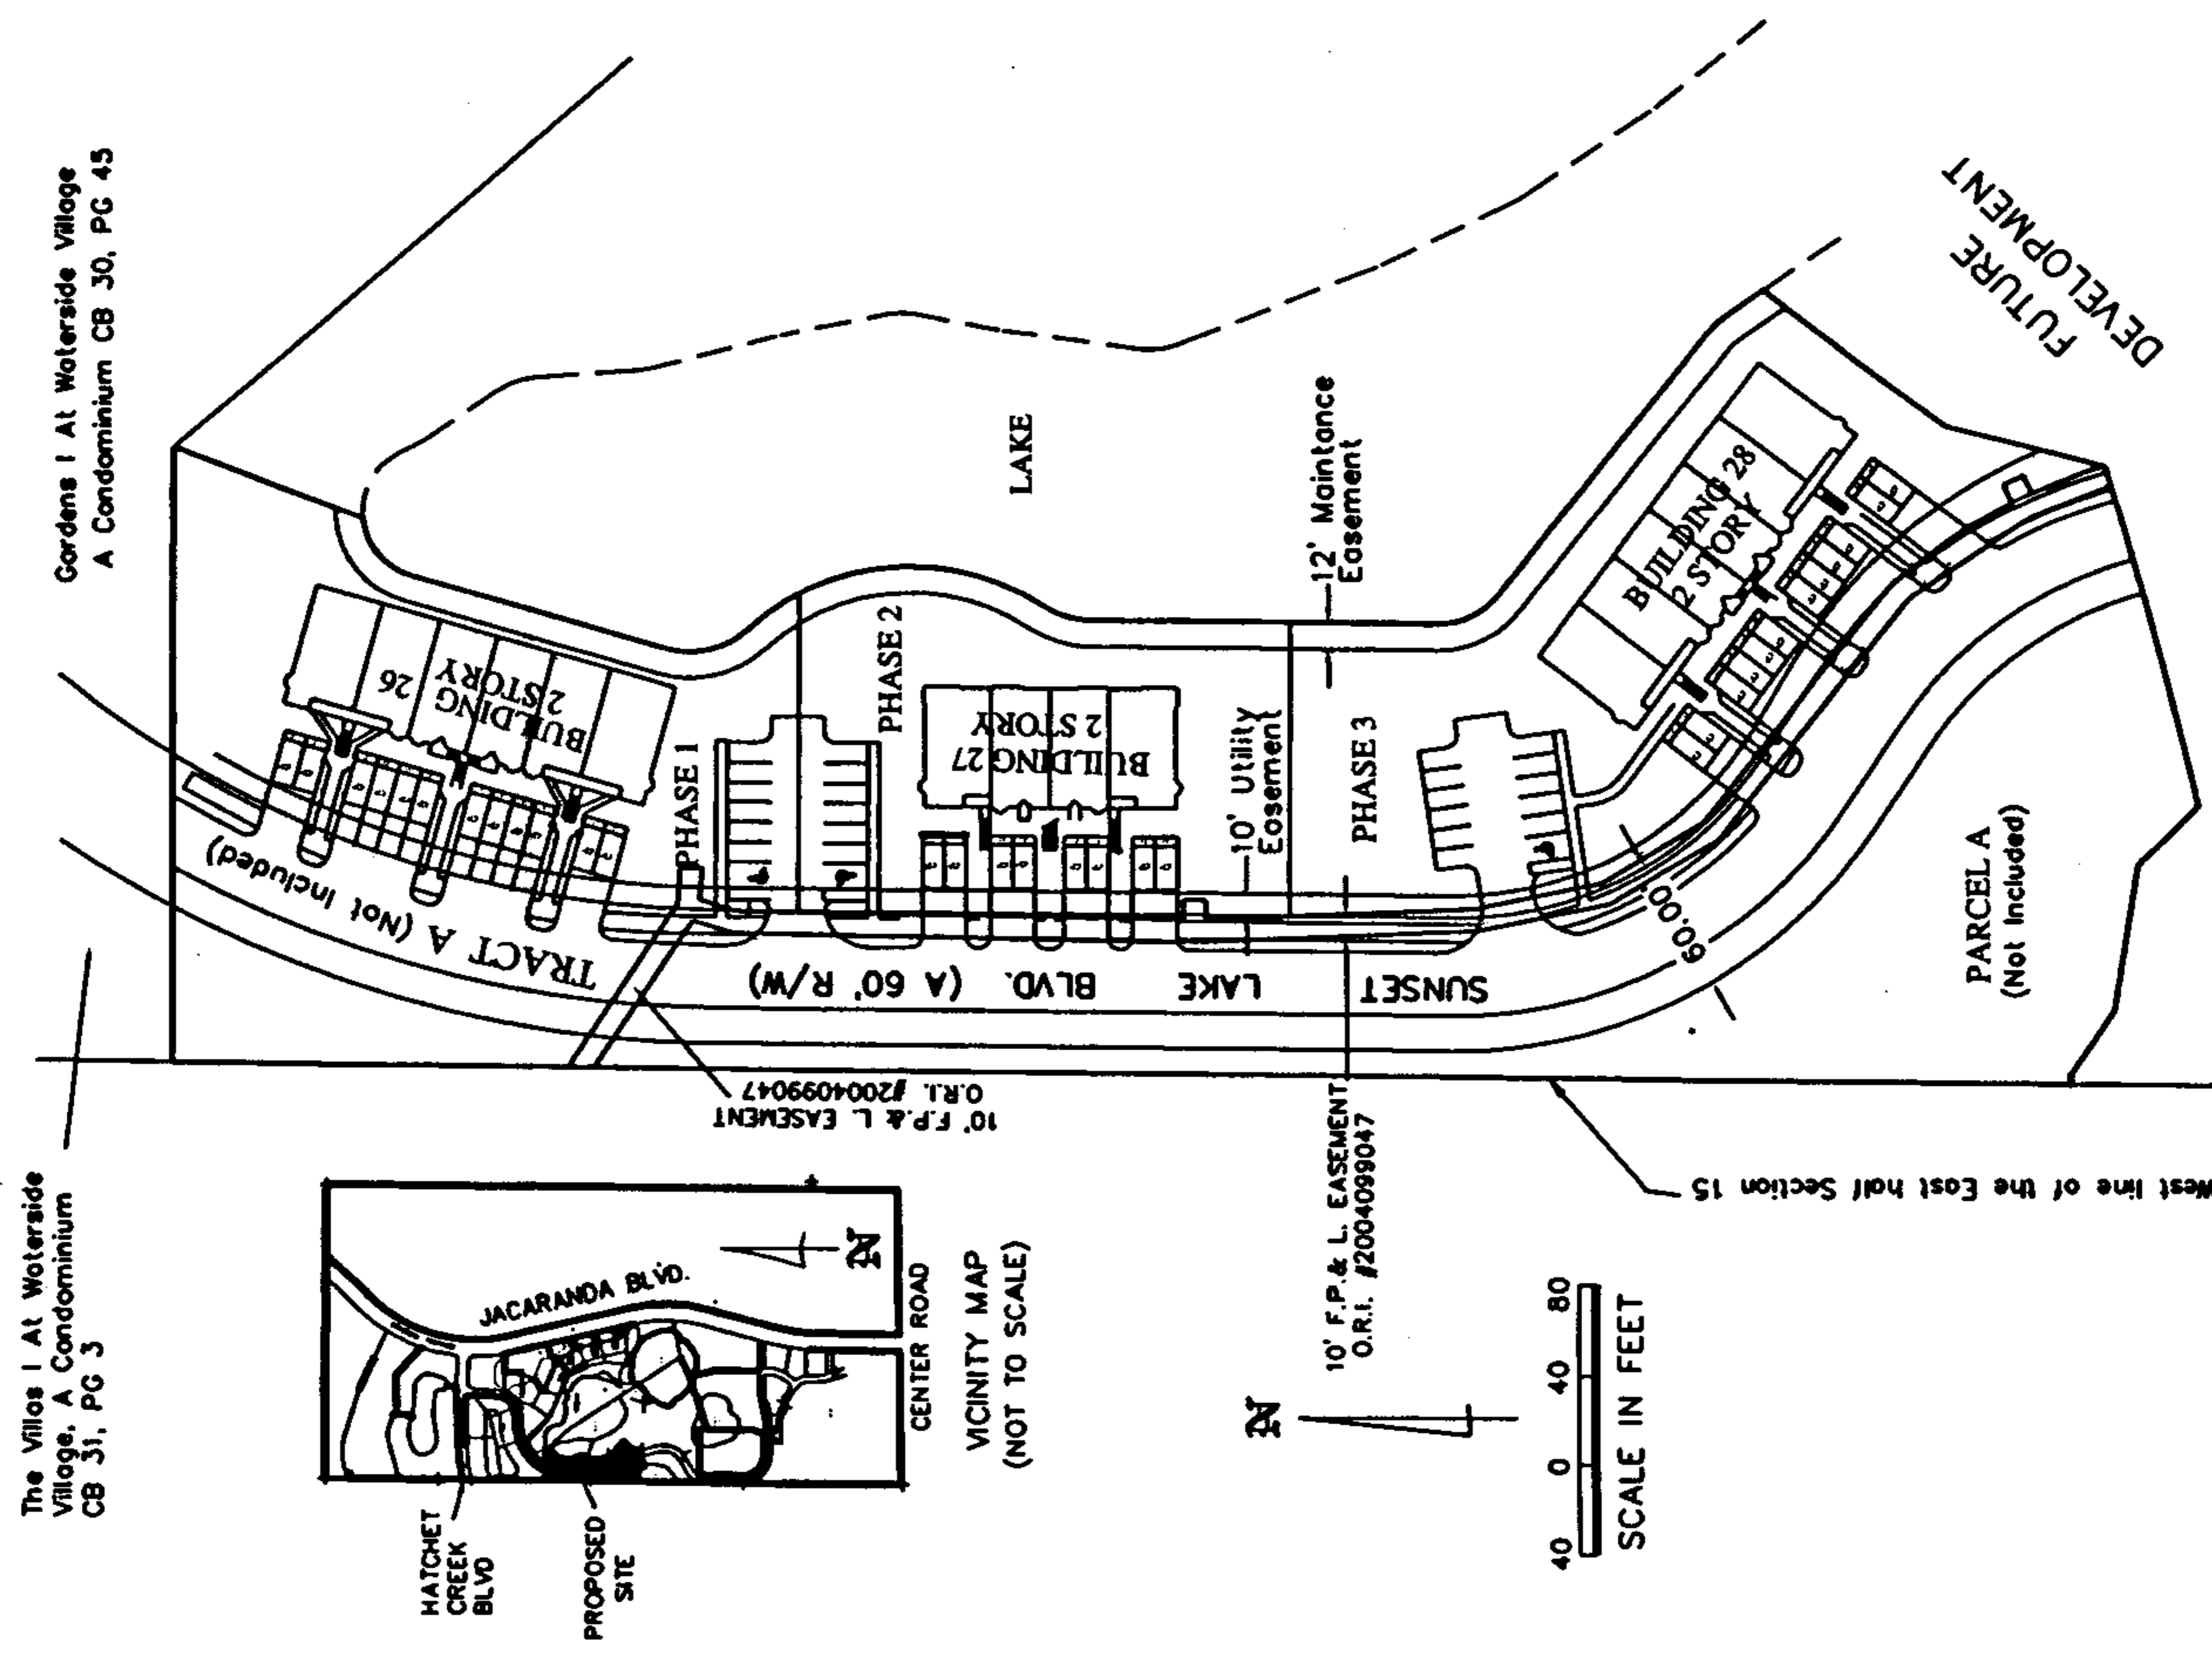 Gardens I At Waterside Village
A Condominium CB 30, PG 45
FUTURE
DEVELOPMENT
LAKE
12' Maintance
Easement
BUILDING 28
2 STORY
26
BUILDING
2 STORY
PHASE 1
PHASE 2
BUILDING 27
2 STORY
10' Utility
Easement
PHASE 3
TRACT A (Not Included)
SUNSET LAKE BLVD. (A 60' R/W)
60.00
PARCEL A
(Not Included)
10' F.P.& L. EASEMENT
O.R.I. #2004099047
10' F.P.& L. EASEMENT
O.R.I. #2004099047
West line of the East half Section 15
The Villas I At Waterside
Village, A Condominium
CB 31, PG 3
JACARANDA BLVD.
N
CENTER ROAD
VICINITY MAP
(NOT TO SCALE)
HATCHET
CREEK
BLVD
PROPOSED
SITE
N
40 0 40 80
SCALE IN FEET